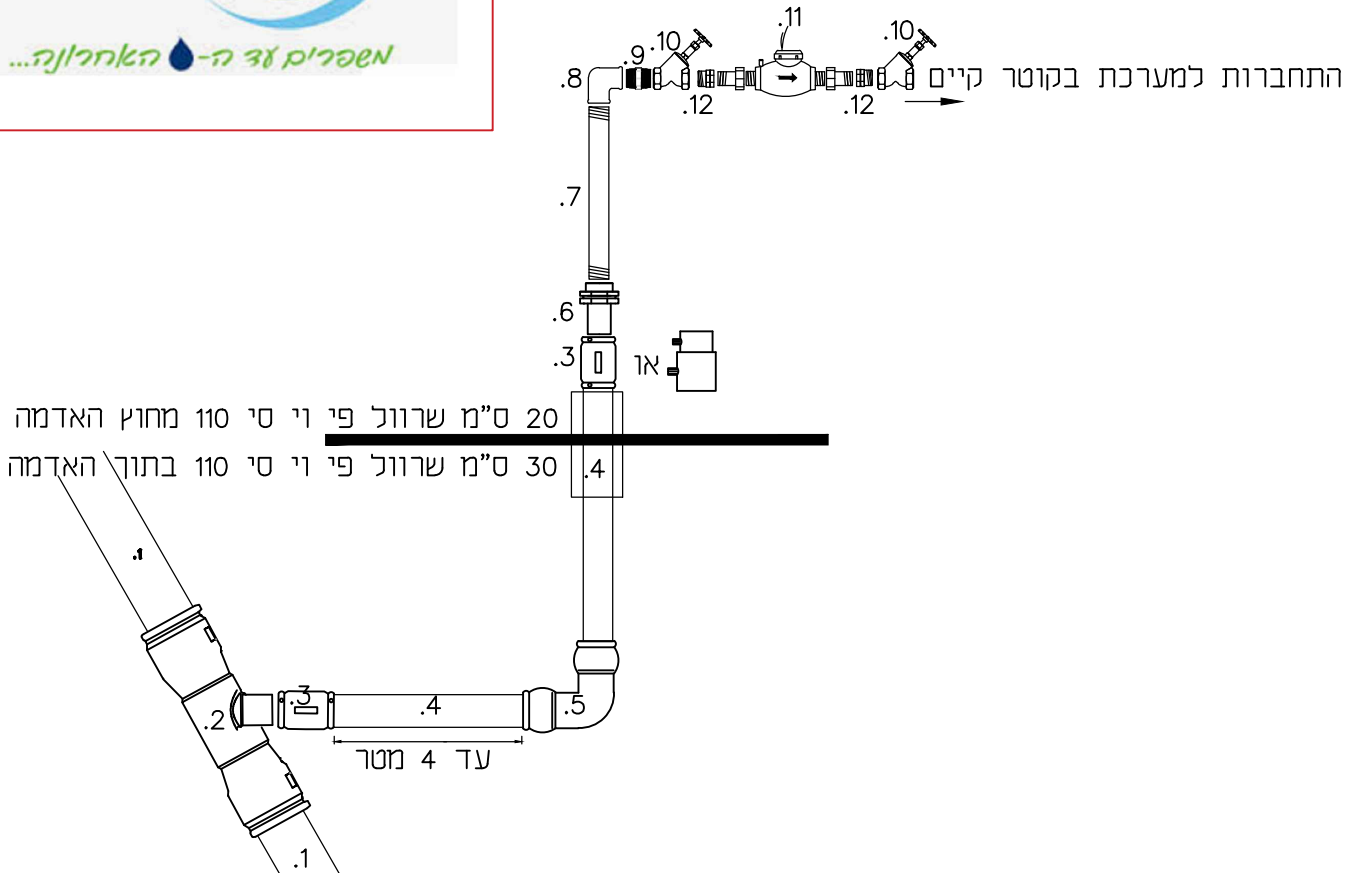 משפרים עד ה-האחרונה...
.11
.10
.10
.9
.8
התחברות למערכת בקוטר קיים
.12
.12
.7
.6
.3
או
20 ס"מ שרוול פי וי סי 110 מחוץ האדמה
30 ס"מ שרוול פי וי סי 110 בתוך האדמה
.4
.1
.3
.4
.5
.2
עד 4 מטר
.1